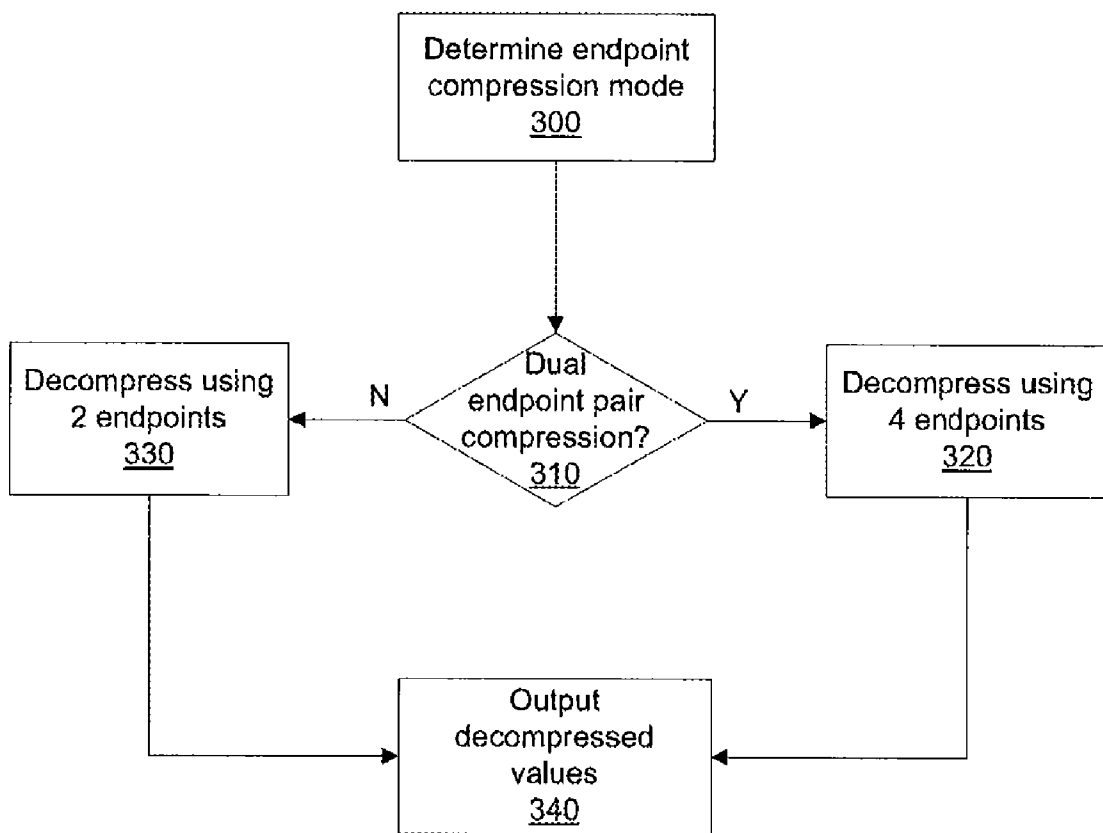 Determine endpoint
compression mode
300
Dual
endpoint pair
compression?
310
N
Y
Decompress using
2 endpoints
330
Decompress using
4 endpoints
320
Output
decompressed
values
340